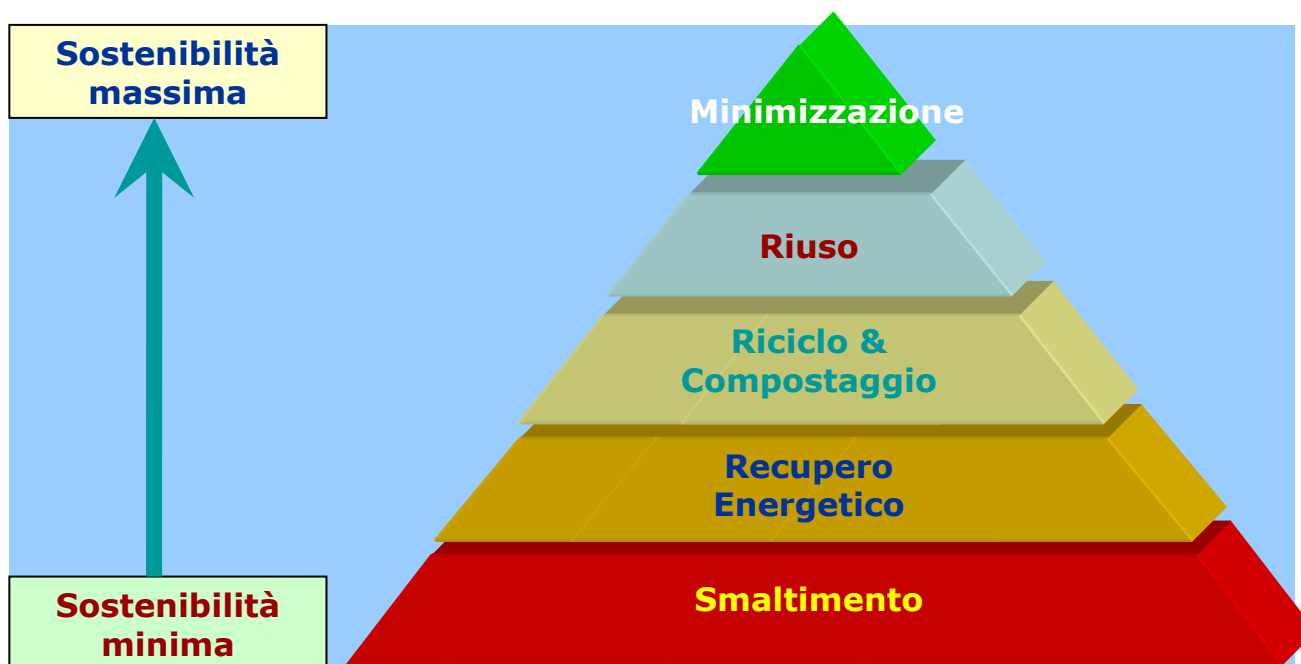 Sostenibilità
massima
Minimizzazione
Riuso
Riciclo &
Compostaggio
Recupero
Energetico
Smaltimento
Sostenibilità
minima